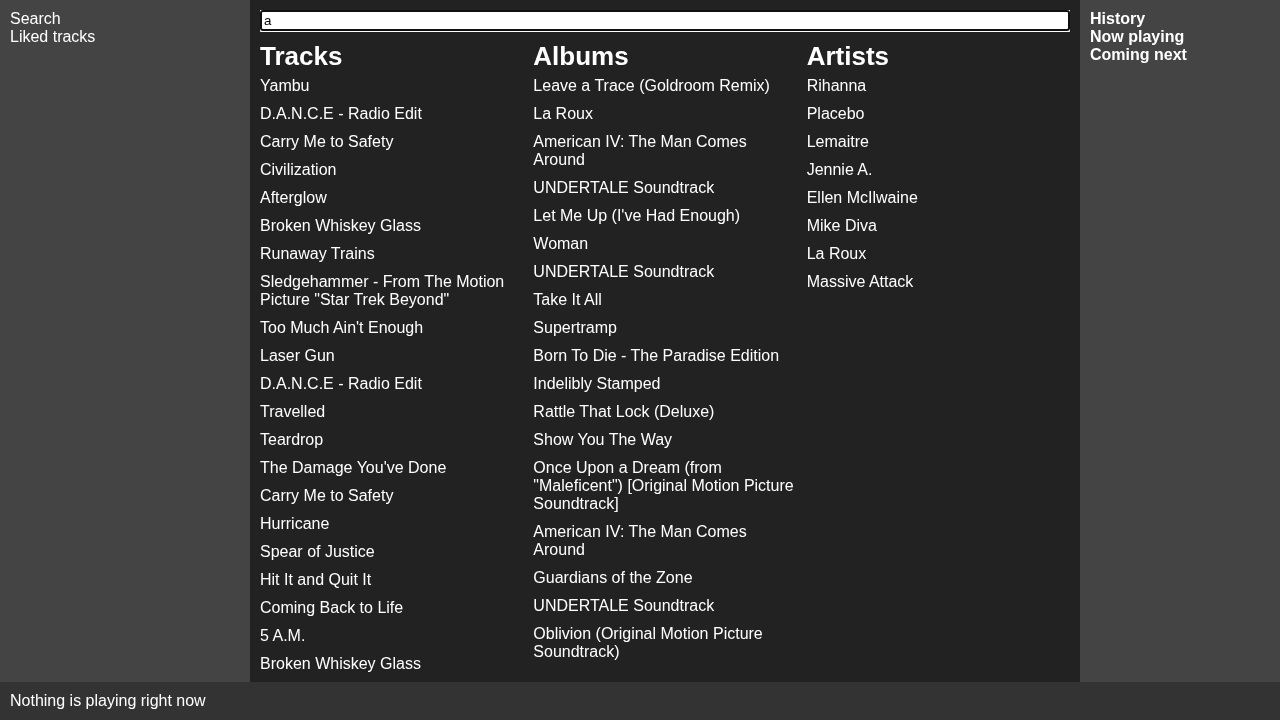 Search
Liked tracks
a
Tracks
Yambu
D.A.N.C.E - Radio Edit
Carry Me to Safety
Civilization
Afterglow
Broken Whiskey Glass
Runaway Trains
Sledgehammer - From The Motion
Picture "Star Trek Beyond"
Too Much Ain't Enough
Laser Gun
D.A.N.C.E - Radio Edit
Travelled
Teardrop
The Damage You've Done
Carry Me to Safety
Hurricane
Spear of Justice
Hit It and Quit It
Coming Back to Life
5 A.M.
Broken Whiskey Glass
Albums
Leave a Trace (Goldroom Remix)
La Roux
American IV: The Man Comes
Around
UNDERTALE Soundtrack
Let Me Up (I've Had Enough)
Woman
UNDERTALE Soundtrack
Take It All
Supertramp
Born To Die - The Paradise Edition
Indelibly Stamped
Rattle That Lock (Deluxe)
Show You The Way
Once Upon a Dream (from
"Maleficent") [Original Motion Picture
Soundtrack]
American IV: The Man Comes
Around
Guardians of the Zone
UNDERTALE Soundtrack
Oblivion (Original Motion Picture
Soundtrack)
Artists
Rihanna
Placebo
Lemaitre
Jennie A.
Ellen McIlwaine
Mike Diva
La Roux
Massive Attack
History
Now playing
Coming next
Nothing is playing right now